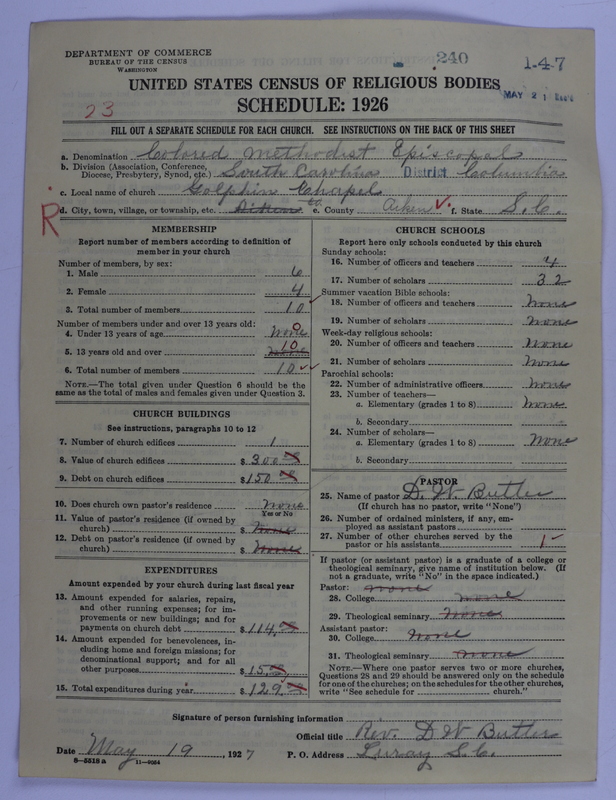 DEPARTMENT OF COMMERCE
BUREAU OF THE CENSUS
WASHINGTON
240
1-47
UNITED STATES CENSUS OF RELIGIOUS BODIES
MAY 21
SCHEDULE: 1926
23
FILL OUT A SEPARATE SCHEDULE FOR EACH CHURCH. SEE INSTRUCTIONS ON THE BACK OF THIS SHEET
a. Denomination Colored Methodist Episcopal
b. Division (Association, Conference, Diocese, Presbytery, Synod, etc.) South Carolina District Columbia
c. Local name of church Golphin Chapel
R
d. City, town, village, or township, etc. Aiken e. County Aiken f. State S.C.
MEMBERSHIP
Report number of members according to definition of
member in your church
Number of members, by sex:
1. Male 6
2. Female 4
3. Total number of members 10
Number of members under and over 13 years old:
4. Under 13 years of age None 0
5. 13 years old and over 10
6. Total number of members 10
NOTE.—The total given under Question 6 should be
the same as the total of males and females given under Question 3.
CHURCH BUILDINGS
See instructions, paragraphs 10 to 12
7. Number of church edifices 1
8. Value of church edifices $300
9. Debt on church edifices $150
10. Does church own pastor's residence None
Yes or No
11. Value of pastor's residence (if owned by
church) $ None
12. Debt on pastor's residence (if owned by
church) $ None
EXPENDITURES
Amount expended by your church during last fiscal year
13. Amount expended for salaries, repairs,
and other running expenses; for im-
provements or new buildings; and for
payments on church debt $114.
14. Amount expended for benevolences, in-
cluding home and foreign missions; for
denominational support; and for all
other purposes $15
15. Total expenditures during year $129.
CHURCH SCHOOLS
Report here only schools conducted by this church
Sunday schools:
16. Number of officers and teachers 4
17. Number of scholars 32
Summer vacation Bible schools:
18. Number of officers and teachers None
19. Number of scholars None
Week-day religious schools:
20. Number of officers and teachers None
21. Number of scholars None
Parochial schools:
22. Number of administrative officers None
23. Number of teachers—
a. Elementary (grades 1 to 8) None
b. Secondary
24. Number of scholars—
a. Elementary (grades 1 to 8) None
b. Secondary
PASTOR
25. Name of pastor D. W. Butler
(If church has no pastor, write "None")
26. Number of ordained ministers, if any, em-
ployed as assistant pastors
27. Number of other churches served by the
pastor or his assistants 1
If pastor (or assistant pastor) is a graduate of a college or
theological seminary, give name of institution below. (If
not a graduate, write "No" in the space indicated.)
Pastor: None
28. College None
29. Theological seminary None
Assistant pastor:
30. College None
31. Theological seminary None
NOTE.—Where one pastor serves two or more churches,
Questions 28 and 29 should be answered only on the schedule
for one of the churches; on the schedules for the other churches,
write "See schedule for church."
Signature of person furnishing information
Official title Rev. D W Butler
Date May 19, 1927 P. O. Address Luray S.C.
8—5518a 11—9064